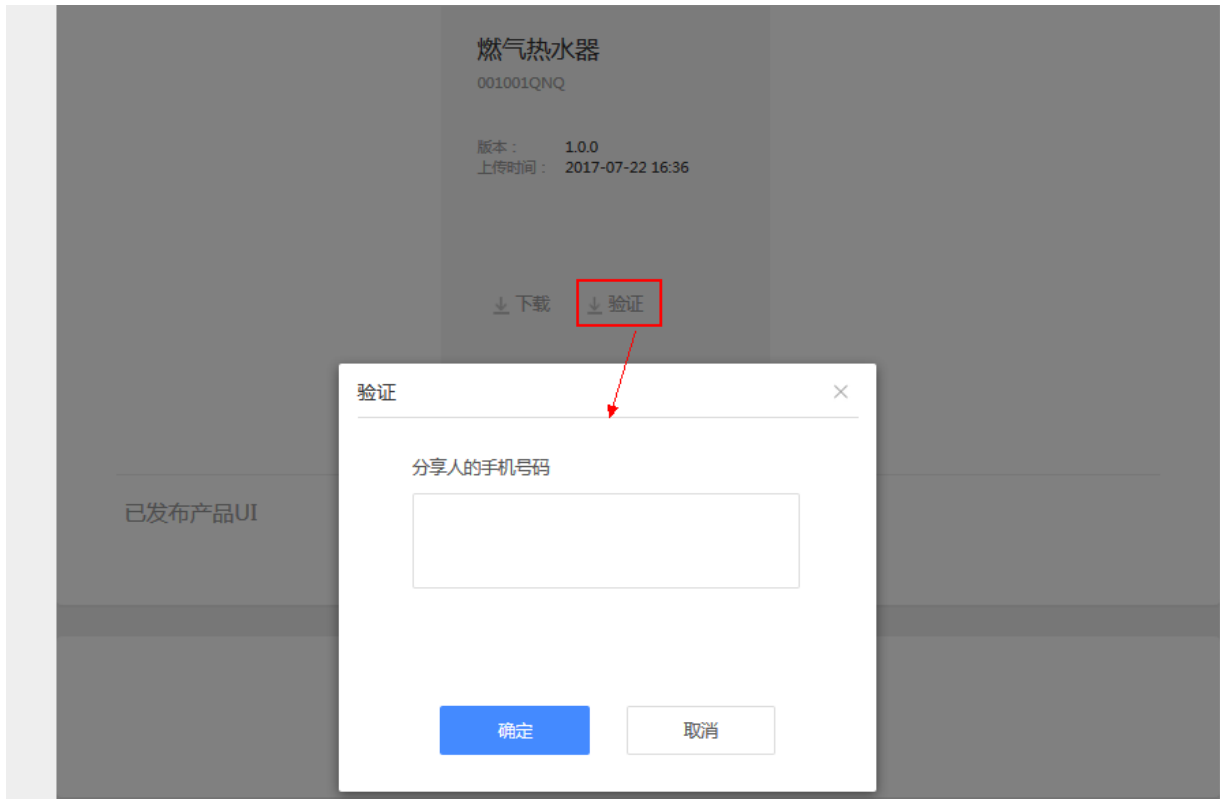 燃气热水器
001001QNQ
版本： 1.0.0
上传时间： 2017-07-22 16:36
下载 验证
验证
分享人的手机号码
已发布产品UI
确定 取消